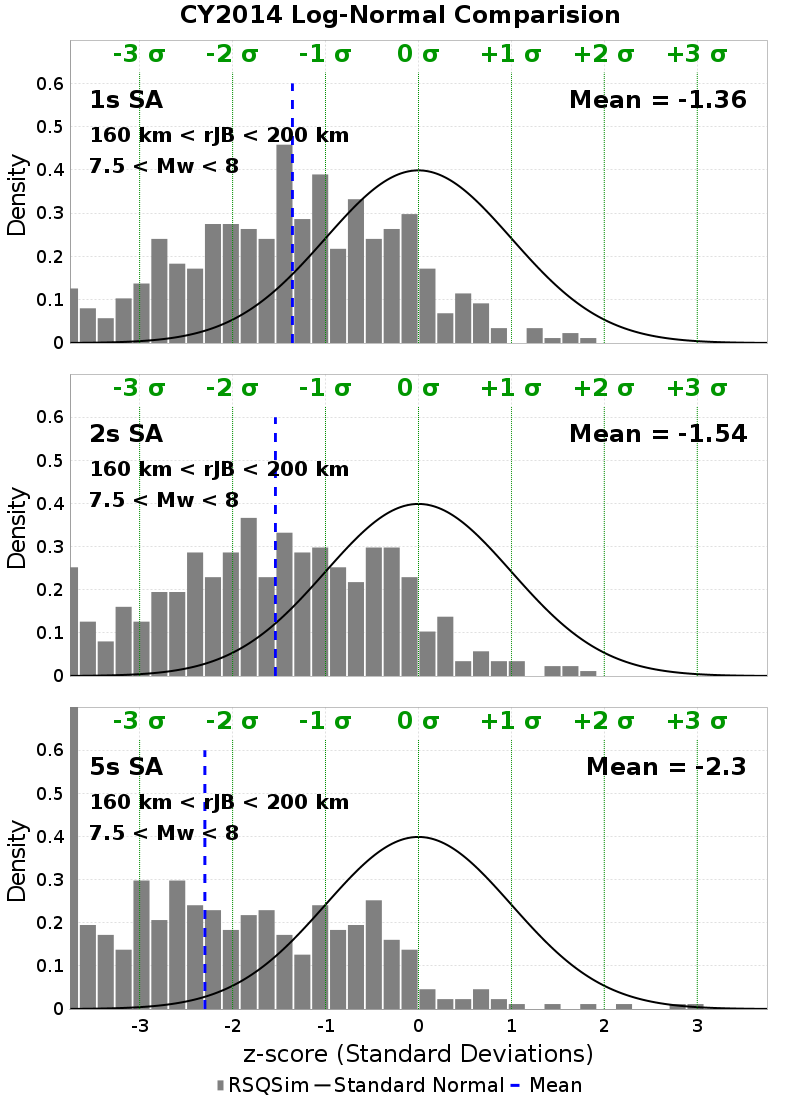 CY2014 Log-Normal Comparision
-3 σ -2 σ -1 σ 0 σ +1 σ +2 σ +3 σ
0.6
1s SA Mean = -1.36
0.5
160 km < rJB < 200 km
7.5 < Mw < 8
0.4
Density
0.3
0.2
0.1
0
-3 σ -2 σ -1 σ 0 σ +1 σ +2 σ +3 σ
0.6
2s SA Mean = -1.54
0.5
160 km < rJB < 200 km
7.5 < Mw < 8
0.4
Density
0.3
0.2
0.1
0
-3 σ -2 σ -1 σ 0 σ +1 σ +2 σ +3 σ
0.6
5s SA Mean = -2.3
0.5
160 km < rJB < 200 km
7.5 < Mw < 8
0.4
Density
0.3
0.2
0.1
0
-3 -2 -1 0 1 2 3
z-score (Standard Deviations)
RSQSim Standard Normal Mean